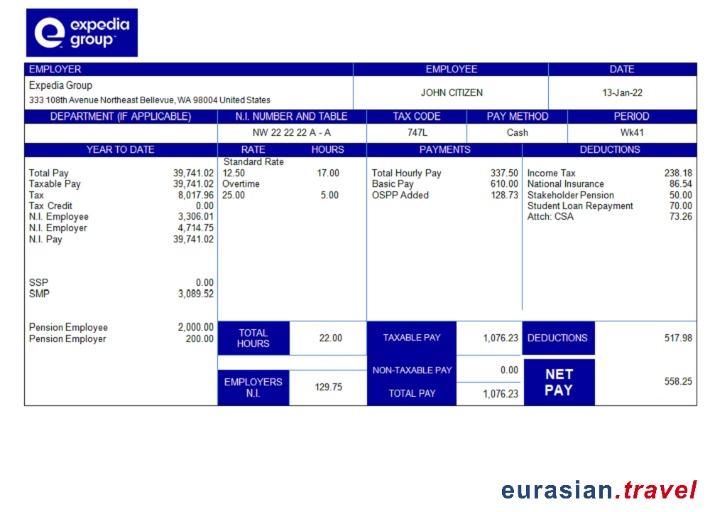 expedia
group
EMPLOYER EMPLOYEE DATE
Expedia Group
333 108th Avenue Northeast Bellevue, WA 98004 United States
JOHN CITIZEN 13-Jan-22
DEPARTMENT (IF APPLICABLE) N.I. NUMBER AND TABLE TAX CODE PAY METHOD PERIOD
NW 22 22 22 A - A 747L Cash Wk41
YEAR TO DATE RATE HOURS PAYMENTS DEDUCTIONS
Standard Rate
Total Pay 39,741.02 12.50 17.00 Total Hourly Pay 337.50 Income Tax 238.18
Taxable Pay 39,741.02 Overtime Basic Pay 610.00 National Insurance 86.54
Tax 8,017.96 25.00 5.00 OSPP Added 128.73 Stakeholder Pension 50.00
Tax Credit 0.00 Student Loan Repayment 70.00
N.I. Employee 3,306.01 Attch: CSA 73.26
N.I. Employer 4,714.75
N.I. Pay 39,741.02
SSP 0.00
SMP 3,089.52
Pension Employee 2,000.00
Pension Employer 200.00
TOTAL
HOURS
22.00 TAXABLE PAY 1,076.23 DEDUCTIONS 517.98
NON-TAXABLE PAY 0.00
EMPLOYERS
N.I.
129.75 TOTAL PAY 1,076.23
NET
PAY
558.25
eurasian.travel